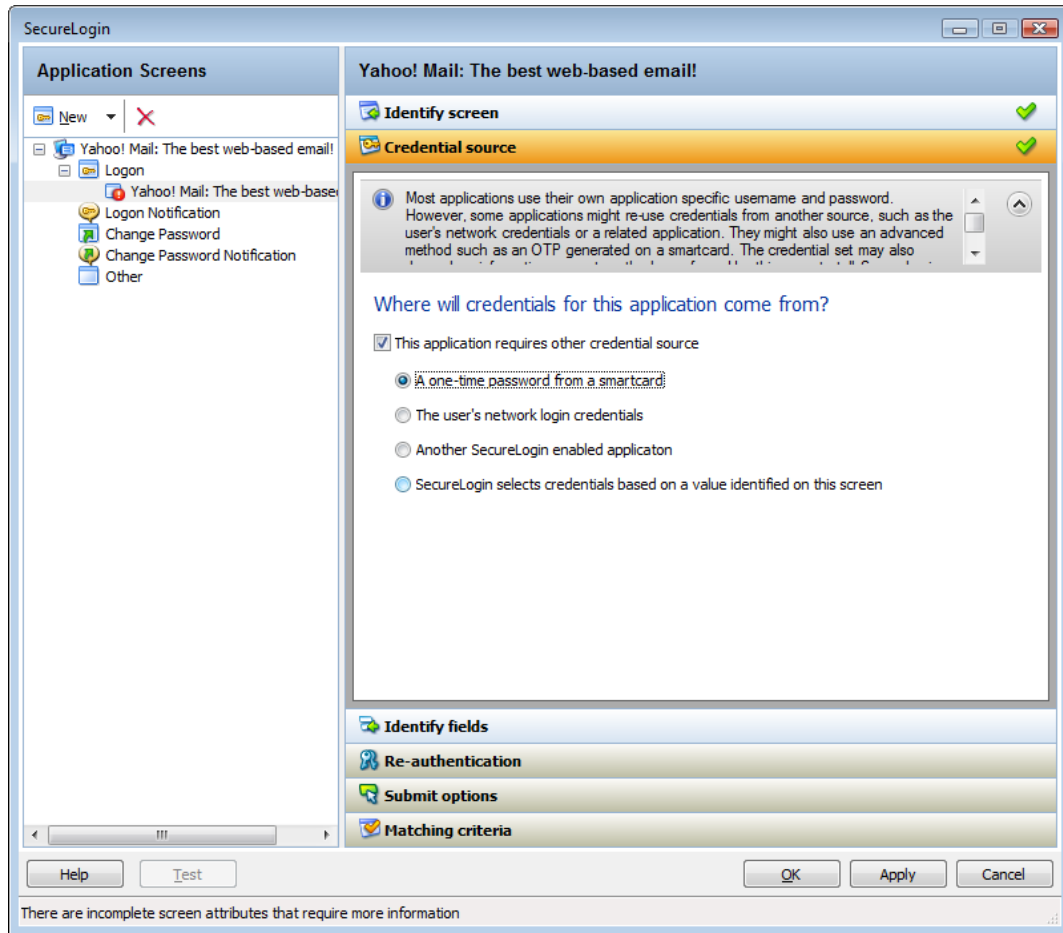 SecureLogin
Application Screens
New
Yahoo! Mail: The best web-based email!
Logon
Yahoo! Mail: The best web-base
Logon Notification
Change Password
Change Password Notification
Other
Yahoo! Mail: The best web-based email!
Identify screen
Credential source
Most applications use their own application specific username and password.
However, some applications might re-use credentials from another source, such as the
user's network credentials or a related application. They might also use an advanced
method such as an OTP generated on a smartcard. The credential set may also
Where will credentials for this application come from?
This application requires other credential source
A one-time password from a smartcard
The user's network login credentials
Another SecureLogin enabled applicaton
SecureLogin selects credentials based on a value identified on this screen
Identify fields
Re-authentication
Submit options
Matching criteria
Help
Test
OK
Apply
Cancel
There are incomplete screen attributes that require more information